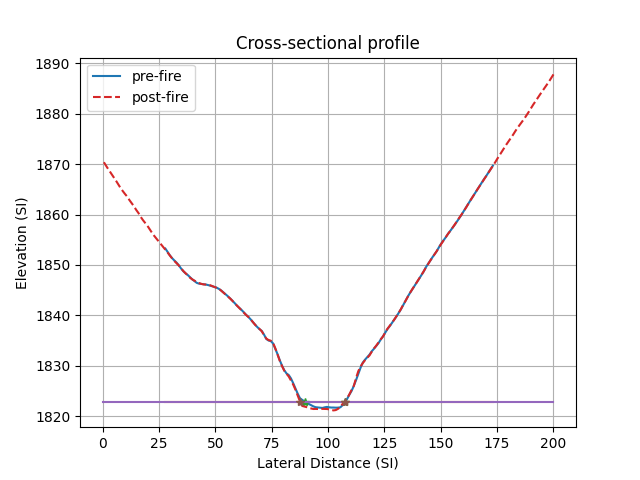 Cross-sectional profile
pre-fire
post-fire
Elevation (SI)
1890
1880
1870
1860
1850
1840
1830
1820
0 25 50 75 100 125 150 175 200
Lateral Distance (SI)